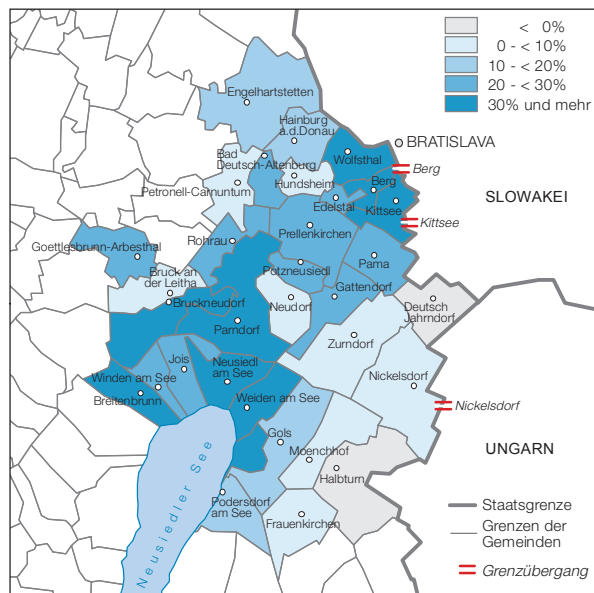 < 0%
0 - < 10%
10 - < 20%
20 - < 30%
30% und mehr
Engelhartstetten
Hainburg
a.d.Donau
BRATISLAVA
Bad
Deutsch-Altenburg
Wolfsthal
Berg
Hundsheim
Berg
Petronell-Carnuntum
SLOWAKEI
Edelstal
Kittsee
Kittsee
Prellenkirchen
Rohrau
Goettlesbrunn-Arbesthal
Pama
Potzneusiedl
Bruck an
der Leitha
Gattendorf
Bruckneudorf
Neudorf
Deutsch
Jahrndorf
Parndorf
Zurndorf
Jois
Neusiedl
am See
Nickelsdorf
Winden am See
Breitenbrunn
Weiden am See
Nickelsdorf
Gols
UNGARN
Moenchhof
Halbturn
Neusiedler See
Podersdorf
am See
Frauenkirchen
Staatsgrenze
Grenzen der
Gemeinden
Grenzübergang